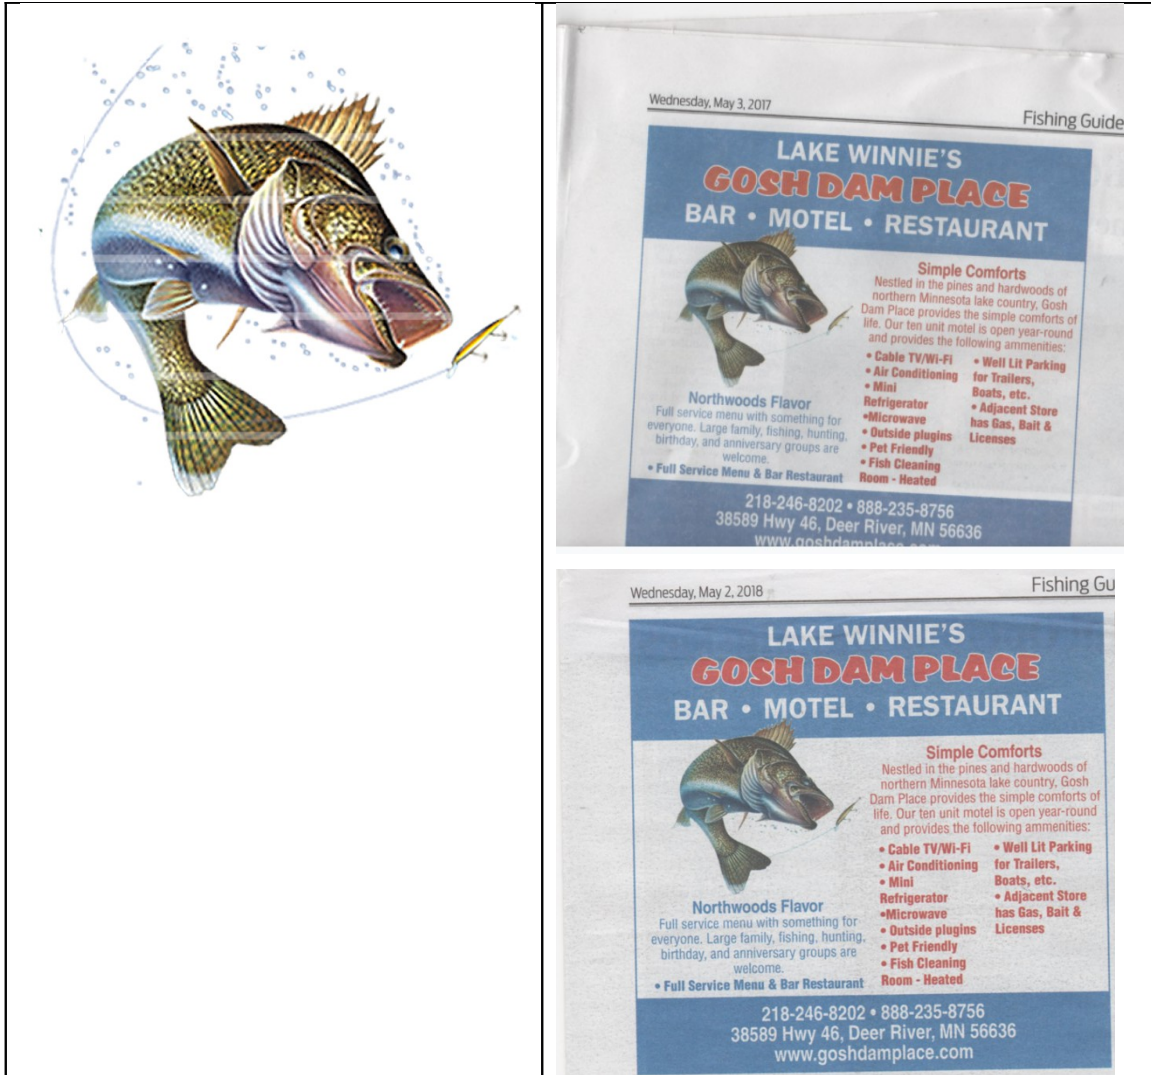 Wednesday, May 3, 2017
Fishing Guide
LAKE WINNIE'S
GOSH DAM PLACE
BAR • MOTEL • RESTAURANT
Simple Comforts
Nestled in the pines and hardwoods of
northern Minnesota lake country, Gosh
Dam Place provides the simple comforts of
life. Our ten unit motel is open year-round
and provides the following ammenities:
• Cable TV/Wi-Fi
• Air Conditioning
• Mini
Refrigerator
•Microwave
• Outside plugins
• Pet Friendly
• Fish Cleaning
Room - Heated
• Well Lit Parking
for Trailers,
Boats, etc.
• Adjacent Store
has Gas, Bait &
Licenses
Northwoods Flavor
Full service menu with something for
everyone. Large family, fishing, hunting,
birthday, and anniversary groups are
welcome.
• Full Service Menu & Bar Restaurant
218-246-8202 • 888-235-8756
38589 Hwy 46, Deer River, MN 56636
www.goshdamplace.com
Wednesday, May 2, 2018
Fishing Gu
LAKE WINNIE'S
GOSH DAM PLACE
BAR • MOTEL • RESTAURANT
Simple Comforts
Nestled in the pines and hardwoods of
northern Minnesota lake country, Gosh
Dam Place provides the simple comforts of
life. Our ten unit motel is open year-round
and provides the following ammenities:
• Cable TV/Wi-Fi
• Air Conditioning
• Mini
Refrigerator
•Microwave
• Outside plugins
• Pet Friendly
• Fish Cleaning
Room - Heated
• Well Lit Parking
for Trailers,
Boats, etc.
• Adjacent Store
has Gas, Bait &
Licenses
Northwoods Flavor
Full service menu with something for
everyone. Large family, fishing, hunting,
birthday, and anniversary groups are
welcome.
• Full Service Menu & Bar Restaurant
218-246-8202 • 888-235-8756
38589 Hwy 46, Deer River, MN 56636
www.goshdamplace.com